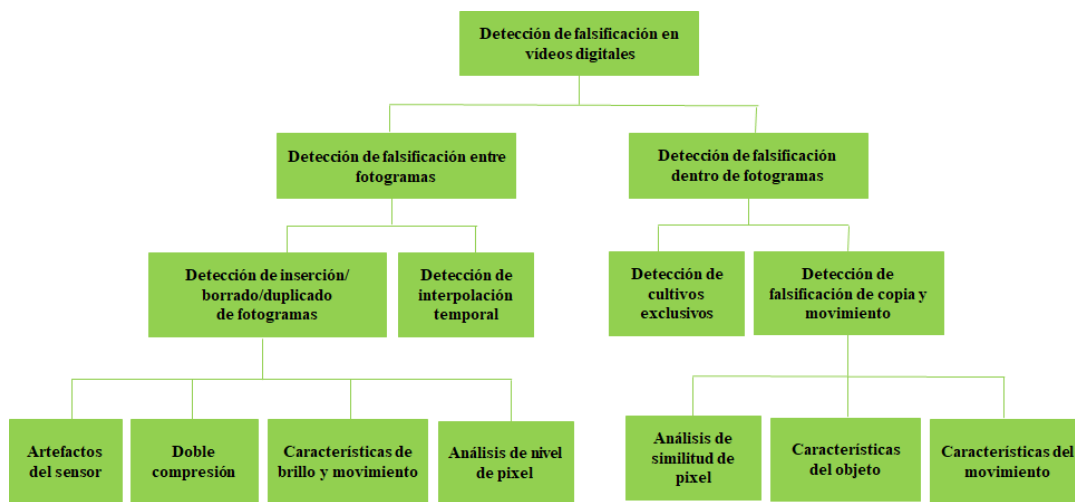 Detección de falsificación en
vídeos digitales
Detección de falsificación entre
fotogramas
Detección de falsificación
dentro de fotogramas
Detección de inserción/
borrado/duplicado
de fotogramas
Detección de
interpolación
temporal
Detección de
cultivos
exclusivos
Detección de
falsificación de copia y
movimiento
Artefactos
del sensor
Doble
compresión
Características de
brillo y movimiento
Análisis de nivel
de pixel
Análisis de
similitud de
pixel
Características
del objeto
Características del
movimiento